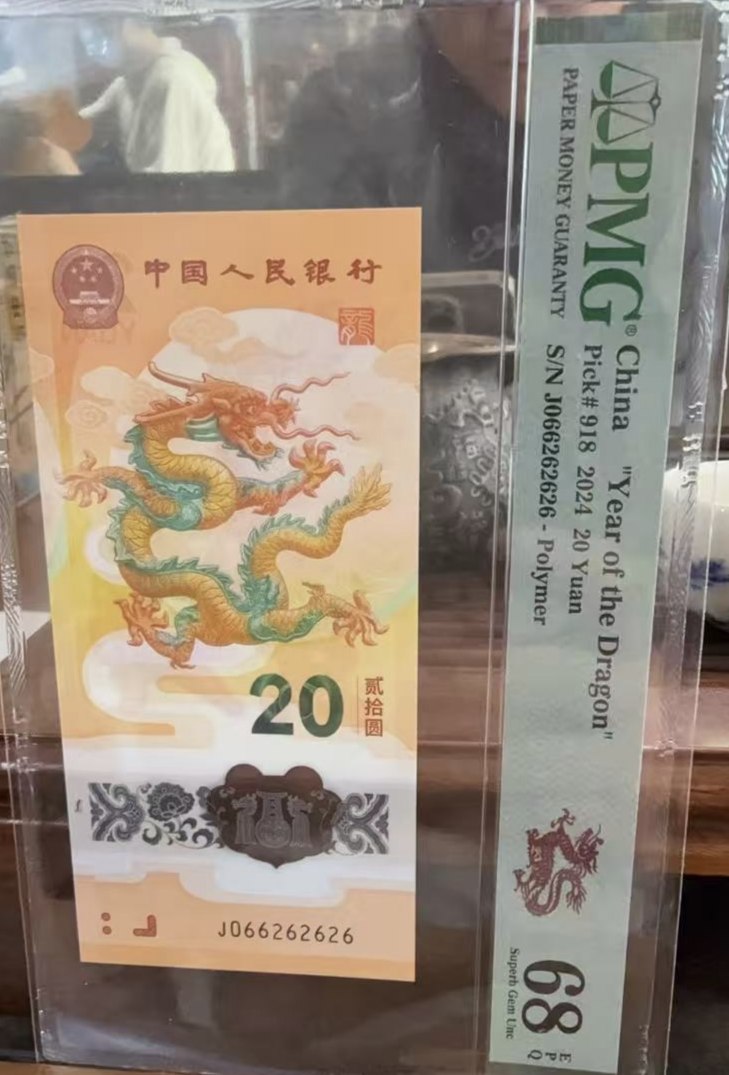 中国人民银行
龍
20
贰拾圆
J066262626
PMG®
PAPER MONEY GUARANTY
China "Year of the Dragon"
Pick# 918 2024 20 Yuan
S/N J066262626 - Polymer
68
EPQ
Superb Gem Unc